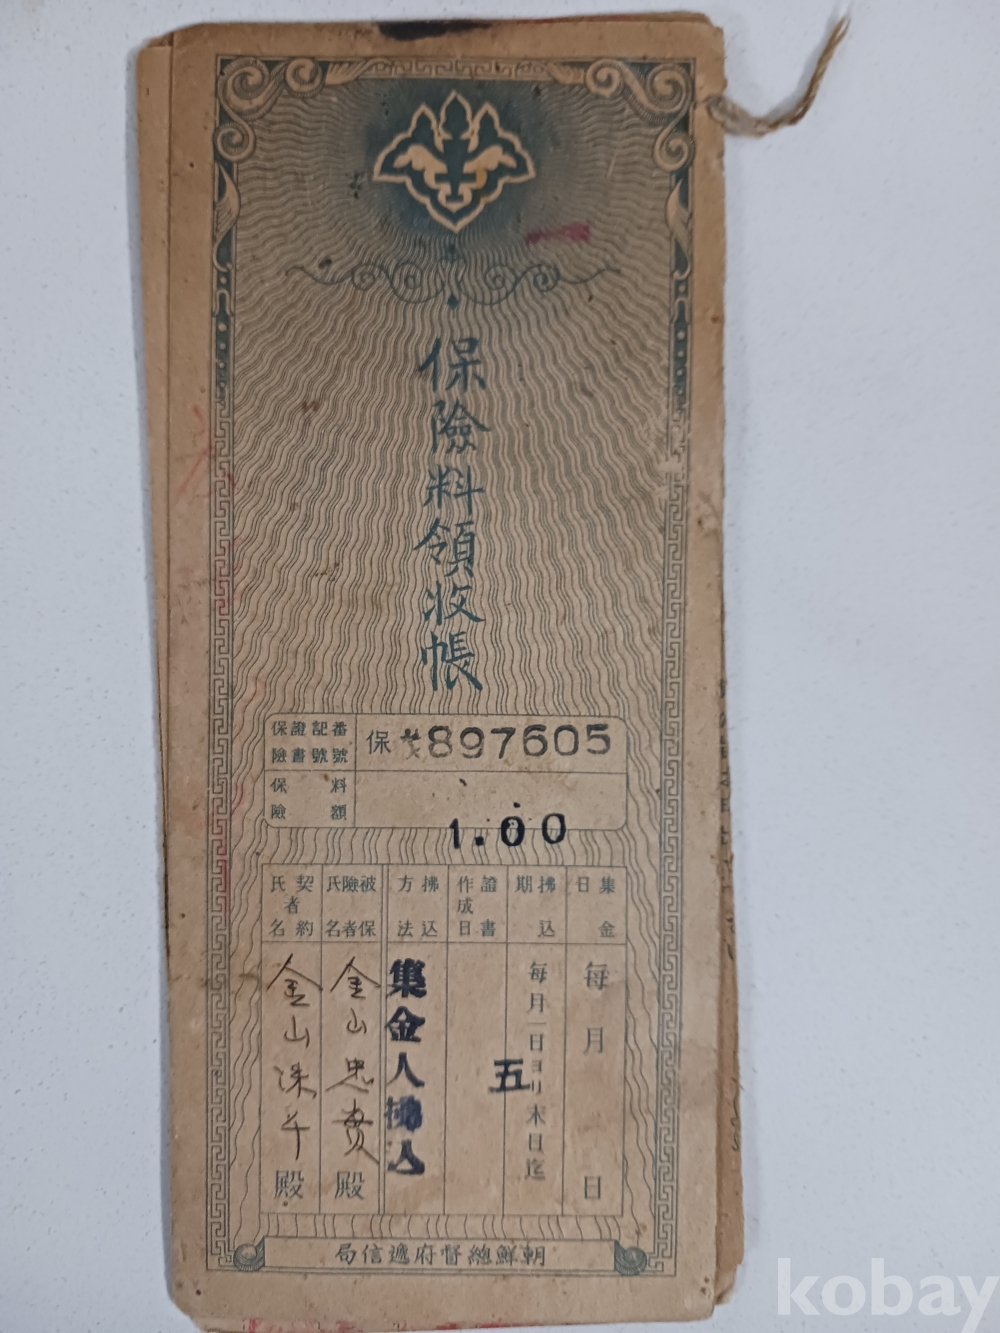 保險料領收帳
保險證書記號番號
保 897605
保險料額
1.00
集金日
每月 日
拂込期
每月一日ヨリ末日迄
證書作成日
五
拂込方法
集金人拂込
被保險者氏名
金山忠貴殿
契約者氏名
金山洙千殿
朝鮮總督府遞信局
kobay